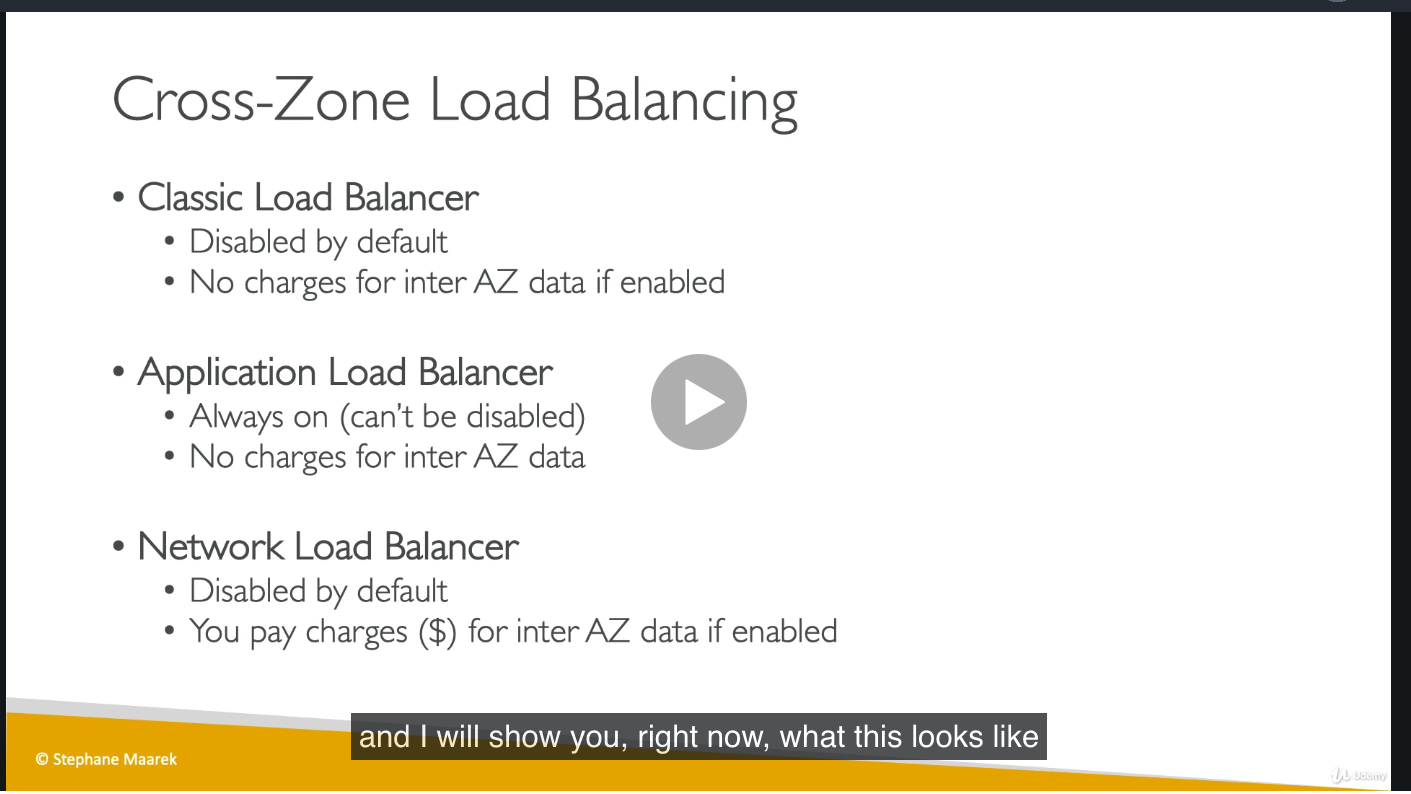 Cross-Zone Load Balancing
• Classic Load Balancer
• Disabled by default
• No charges for inter AZ data if enabled
• Application Load Balancer
• Always on (can’t be disabled)
• No charges for inter AZ data
• Network Load Balancer
• Disabled by default
• You pay charges ($) for inter AZ data if enabled
and I will show you, right now, what this looks like
© Stephane Maarek
Udemy